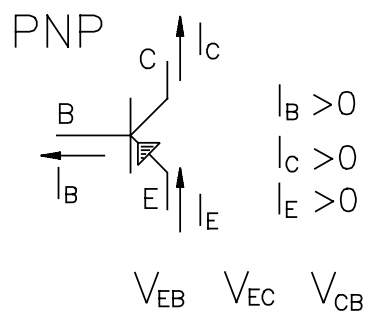 PNP
C
I_C
B
I_B
E
I_E
I_B >0
I_C >0
I_E >0
V_EB V_EC V_CB